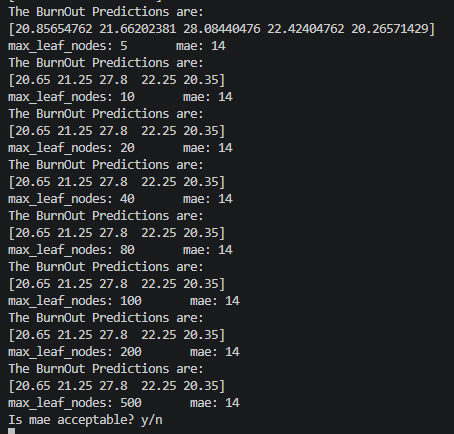 The BurnOut Predictions are:
[20.85654762 21.66202381 28.08440476 22.42404762 20.26571429]
max_leaf_nodes: 5 mae: 14
The BurnOut Predictions are:
[20.65 21.25 27.8 22.25 20.35]
max_leaf_nodes: 10 mae: 14
The BurnOut Predictions are:
[20.65 21.25 27.8 22.25 20.35]
max_leaf_nodes: 20 mae: 14
The BurnOut Predictions are:
[20.65 21.25 27.8 22.25 20.35]
max_leaf_nodes: 40 mae: 14
The BurnOut Predictions are:
[20.65 21.25 27.8 22.25 20.35]
max_leaf_nodes: 80 mae: 14
The BurnOut Predictions are:
[20.65 21.25 27.8 22.25 20.35]
max_leaf_nodes: 100 mae: 14
The BurnOut Predictions are:
[20.65 21.25 27.8 22.25 20.35]
max_leaf_nodes: 200 mae: 14
The BurnOut Predictions are:
[20.65 21.25 27.8 22.25 20.35]
max_leaf_nodes: 500 mae: 14
Is mae acceptable? y/n